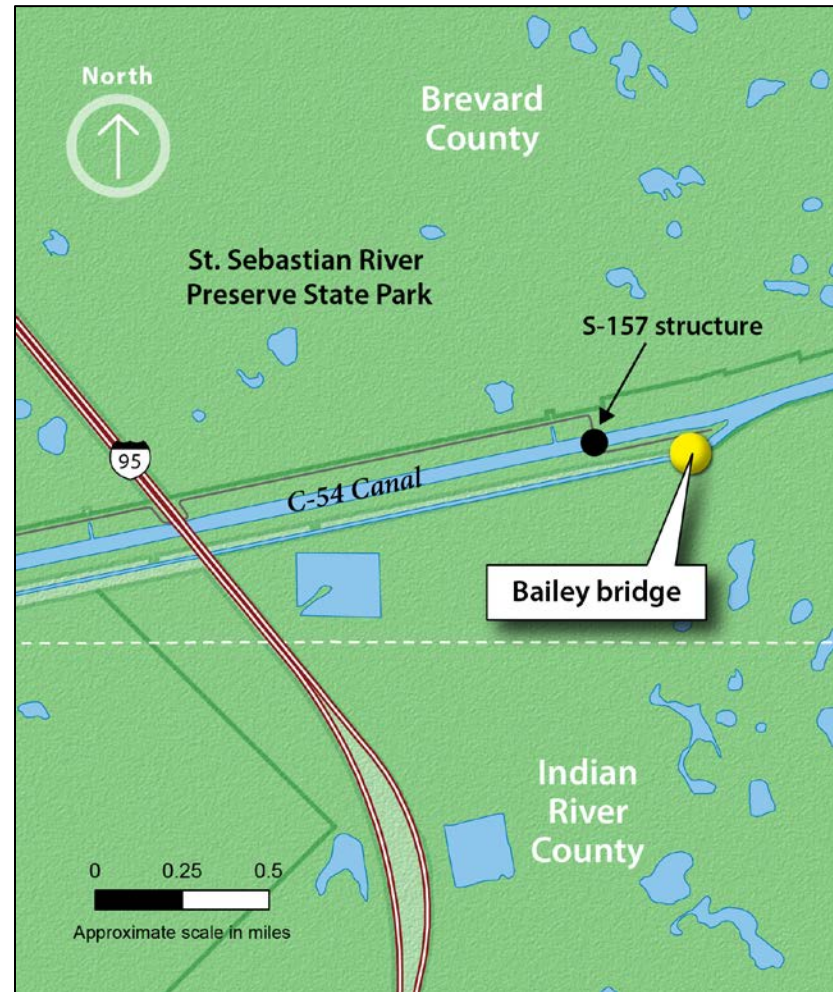 North
Brevard
County
St. Sebastian River
Preserve State Park
S-157 structure
95
C-54 Canal
Bailey bridge
Indian
River
County
0 0.25 0.5
Approximate scale in miles